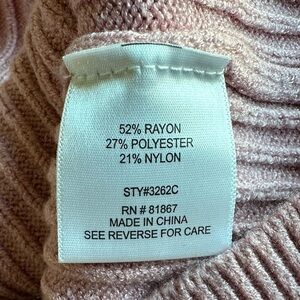 52% RAYON
27% POLYESTER
21% NYLON
STY#3262C
RN # 81867
MADE IN CHINA
SEE REVERSE FOR CARE